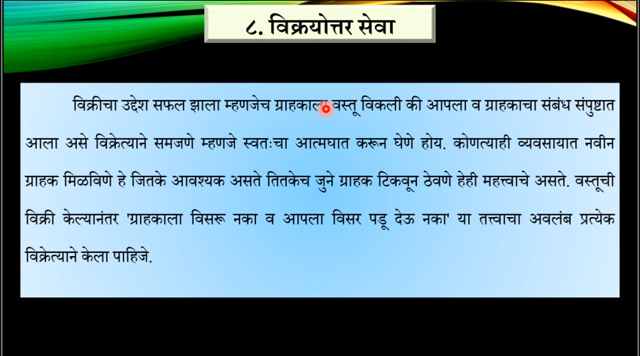 ८. विक्रयोत्तर सेवा
विक्रीचा उद्देश सफल झाला म्हणजेच ग्राहकाला वस्तू विकली की आपला व ग्राहकाचा संबंध संपुष्टात
आला असे विक्रेत्याने समजणे म्हणजे स्वतःचा आत्मघात करून घेणे होय. कोणत्याही व्यवसायात नवीन
ग्राहक मिळविणे हे जितके आवश्यक असते तितकेच जुने ग्राहक टिकवून ठेवणे हेही महत्त्वाचे असते. वस्तूची
विक्री केल्यानंतर 'ग्राहकाला विसरू नका व आपला विसर पडू देऊ नका' या तत्त्वाचा अवलंब प्रत्येक
विक्रेत्याने केला पाहिजे.